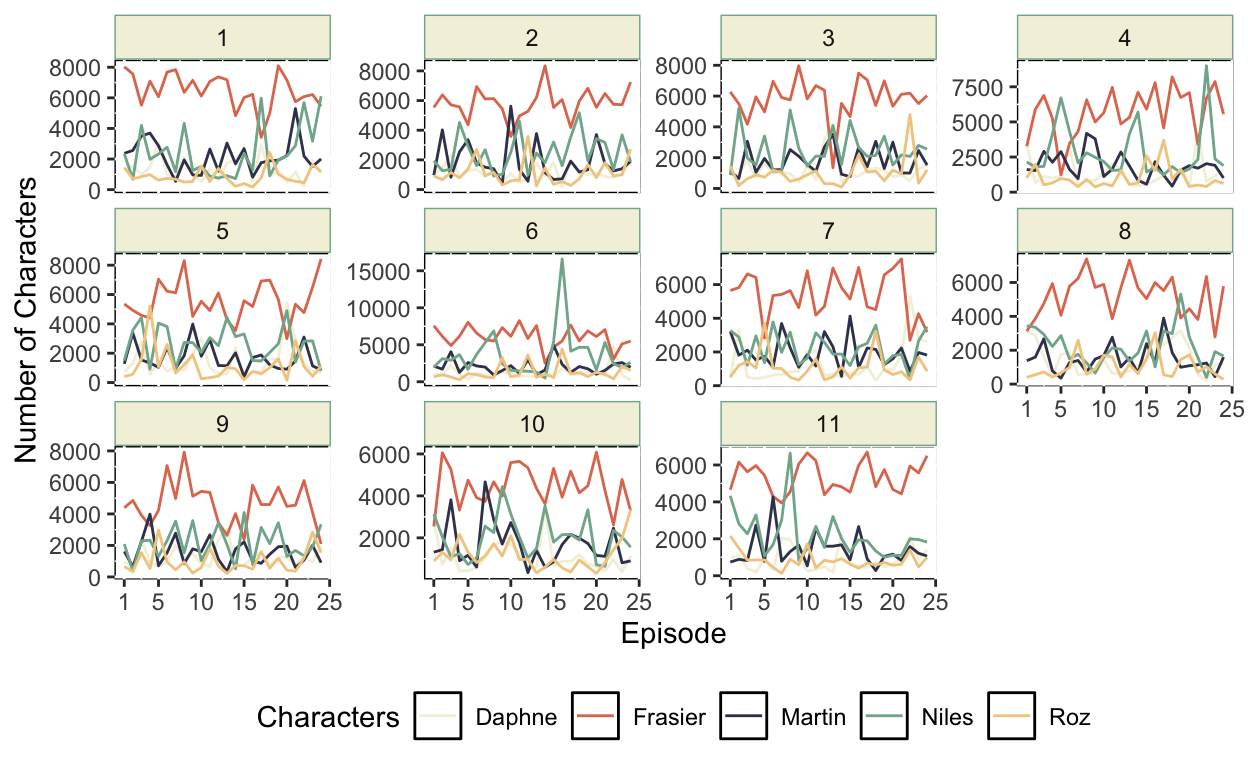 1 2 3 4
8000 8000 8000 7500
6000 6000 6000 5000
4000 4000 4000 2500
2000 2000 2000 0
0 0 0
5 6 7 8
8000 15000 6000 6000
6000 10000 4000 4000
4000 5000 2000 2000
2000 0 0 0
0
1 5 10 15 20 25
9 10 11
8000 6000 6000
6000 4000 4000
4000 2000 2000
2000 0
0
1 5 10 15 20 25 1 5 10 15 20 25 1 5 10 15 20 25
Number of Characters
Episode
Characters Daphne Frasier Martin Niles Roz